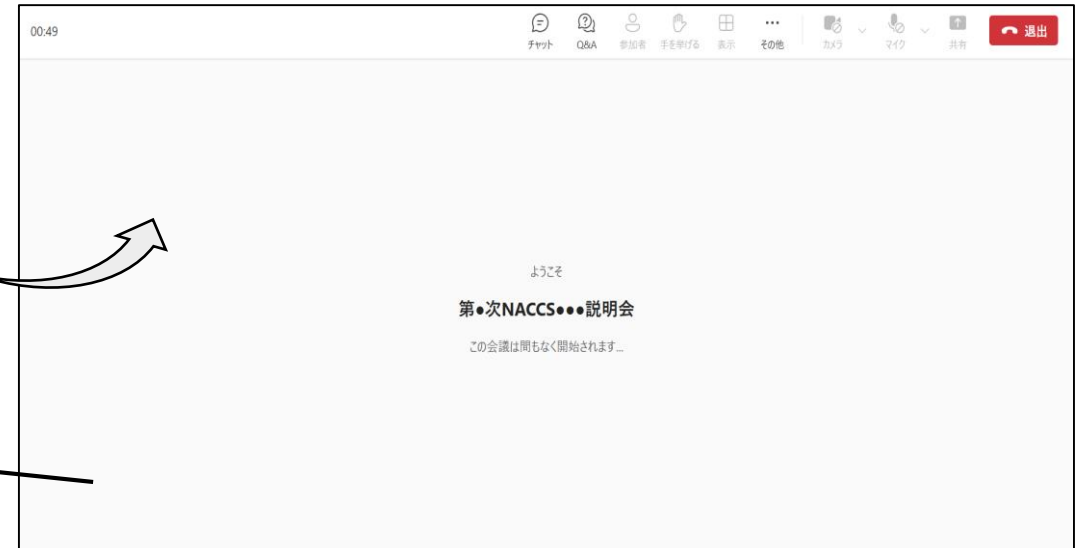 00:49
チャット Q&A 参加者 手を挙げる 表示 その他 カメラ マイク 共有 退出
ようこそ
第●次NACCS●●●説明会
この会議は間もなく開始されます...